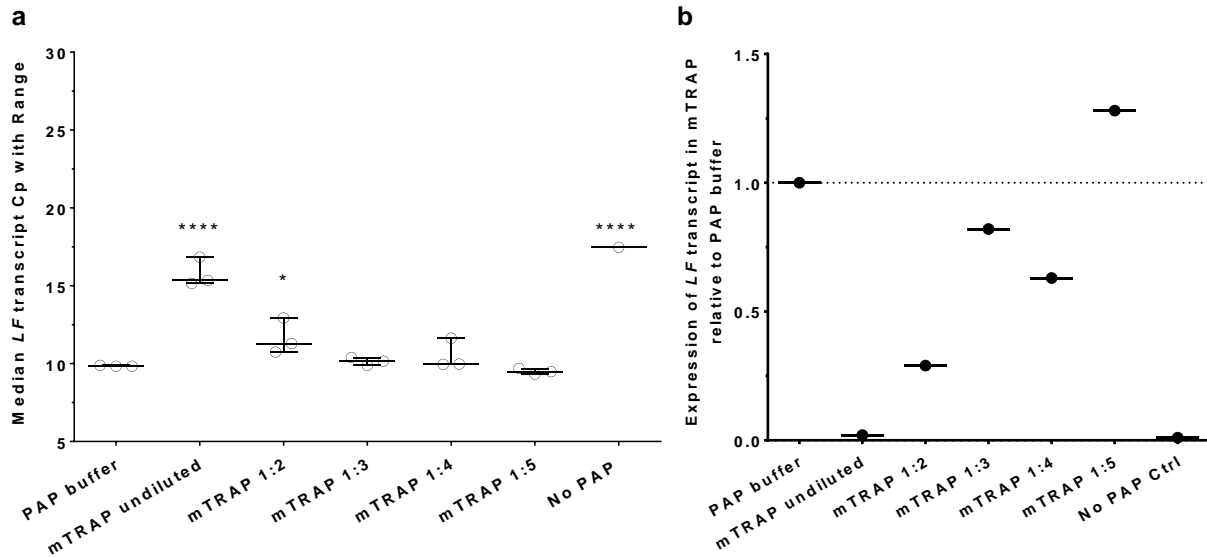 a
Median LF transcript Cp with Range
30
25
20
15
10
5
****
*
****
PAP buffer
mTRAP undiluted
mTRAP 1:2
mTRAP 1:3
mTRAP 1:4
mTRAP 1:5
No PAP
b
Expression of LF transcript in mTRAP
relative to PAP buffer
1.5
1.0
0.5
0.0
PAP buffer
mTRAP undiluted
mTRAP 1:2
mTRAP 1:3
mTRAP 1:4
mTRAP 1:5
No PAP Ctrl